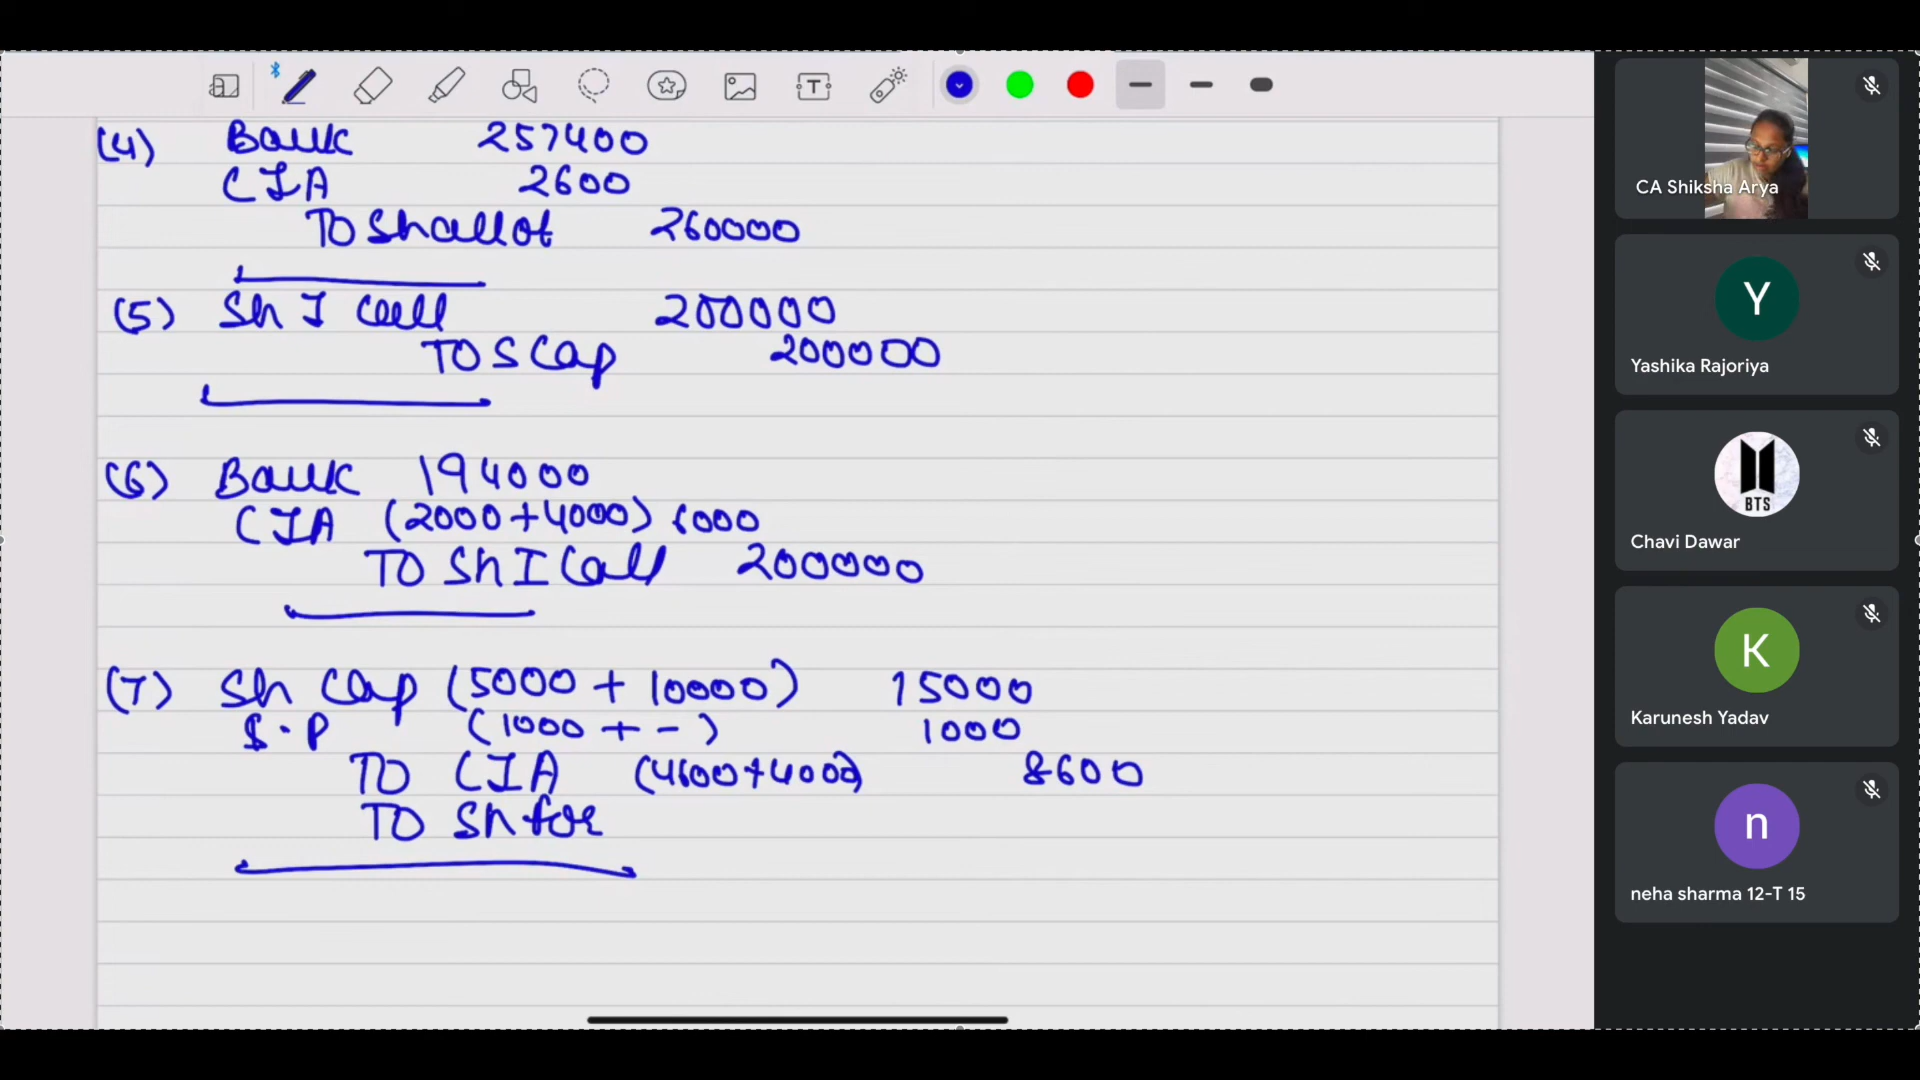 (4) Bank 257400
CIA 2600
TO Sh allot 260000
(5) Sh I Call 200000
TO S Cap 200000
(6) Bank 194000
CIA (2000+4000) 6000
TO Sh I Call 200000
(7) Sh Cap (5000 + 10000) 15000
S.P (1000 + -) 1000
TO CIA (4600+4000) 8600
TO Sh for
T
CA Shiksha Arya
Y
Yashika Rajoriya
BTS
Chavi Dawar
K
Karunesh Yadav
n
neha sharma 12-T 15